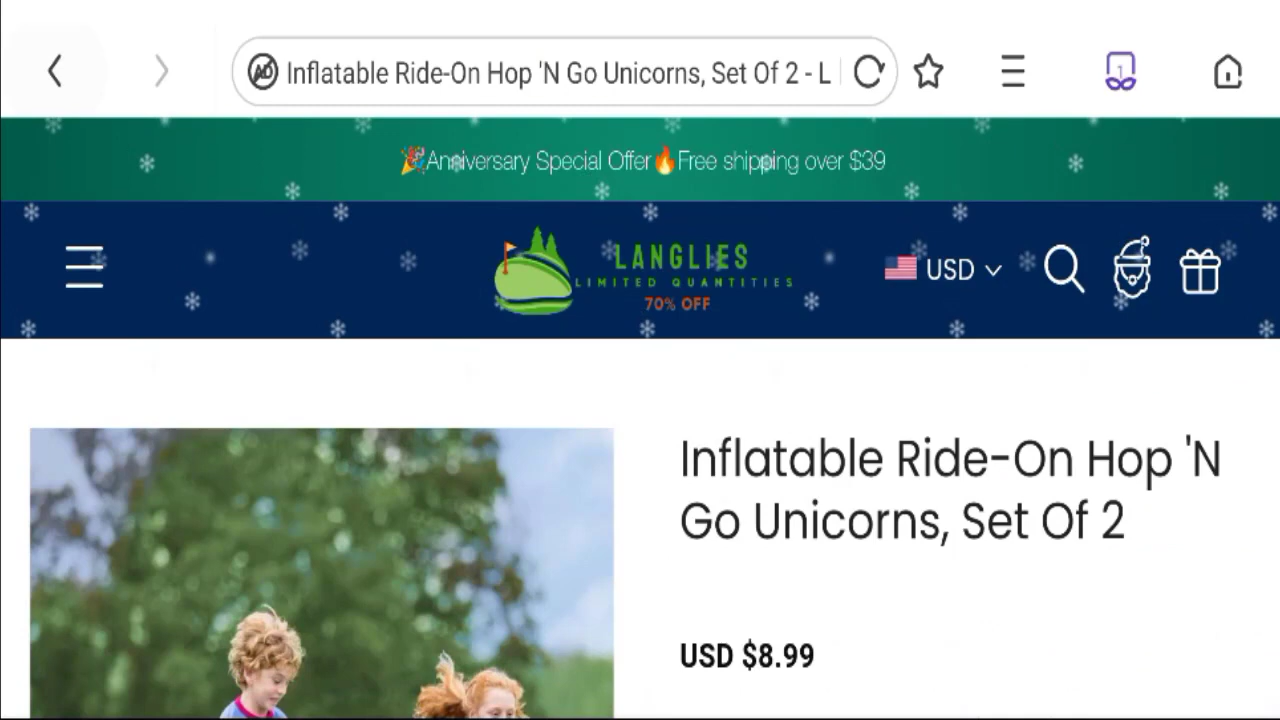 Inflatable Ride-On Hop 'N Go Unicorns, Set Of 2 - L
1
🎉Anniversary Special Offer🔥Free shipping over $39
LANGLIES
LIMITED QUANTITIES
70% OFF
USD
Inflatable Ride-On Hop 'N
Go Unicorns, Set Of 2
USD $8.99